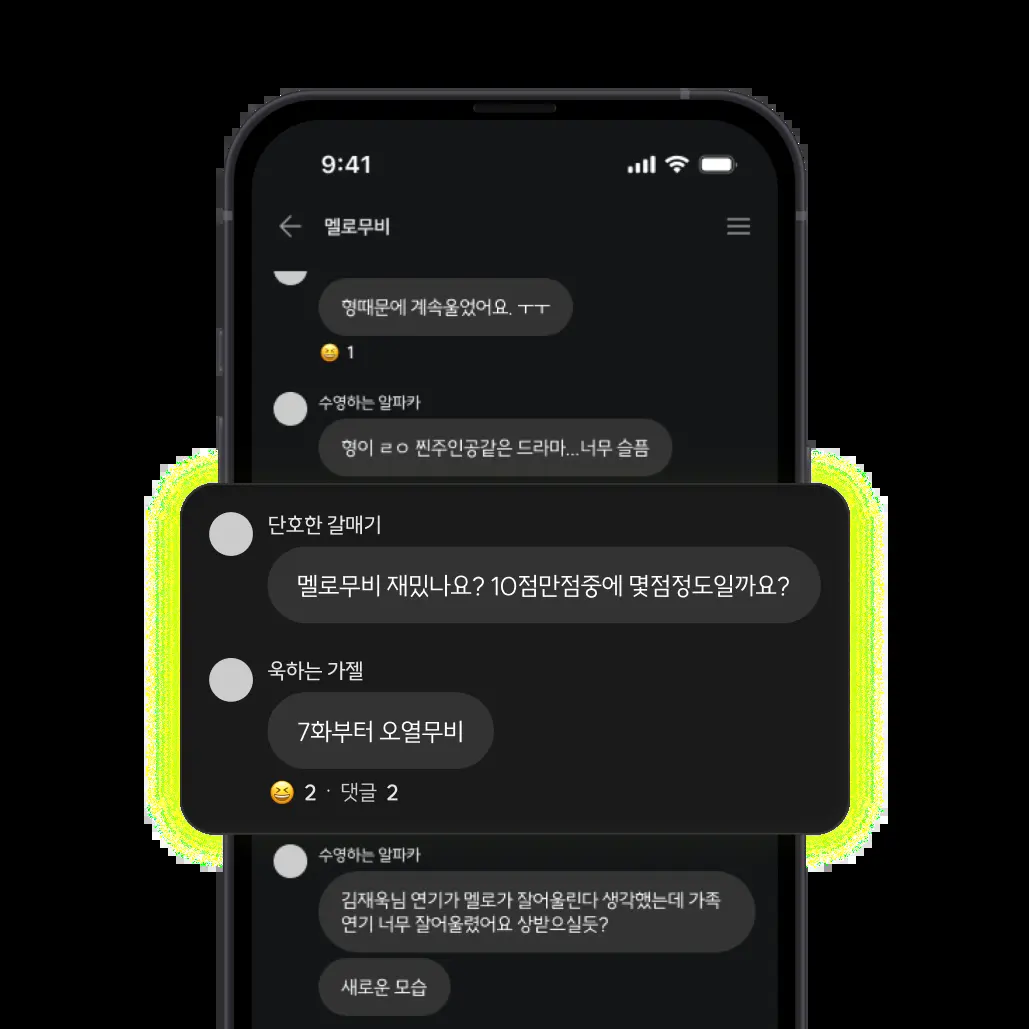 9:41
멜로무비
형때문에 계속울었어요. ㅜㅜ
😆 1
수영하는 알파카
형이 ㄹㅇ 찐주인공같은 드라마...너무 슬픔
단호한 갈매기
멜로무비 재밌나요? 10점만점중에 몇점정도일까요?
욱하는 가젤
7화부터 오열무비
😆 2 · 댓글 2
수영하는 알파카
김재욱님 연기가 멜로가 잘어울린다 생각했는데 가족
연기 너무 잘어울렸어요 상받으실듯?
새로운 모습